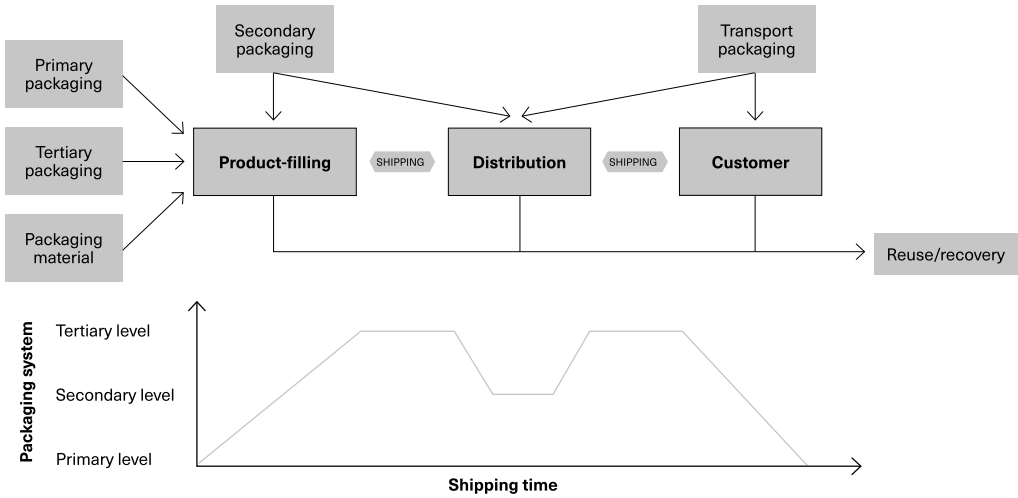 Secondary
packaging
Transport
packaging
Primary
packaging
Tertiary
packaging
Packaging
material
Product-filling
SHIPPING
Distribution
SHIPPING
Customer
Reuse/recovery
Packaging system
Tertiary level
Secondary level
Primary level
Shipping time